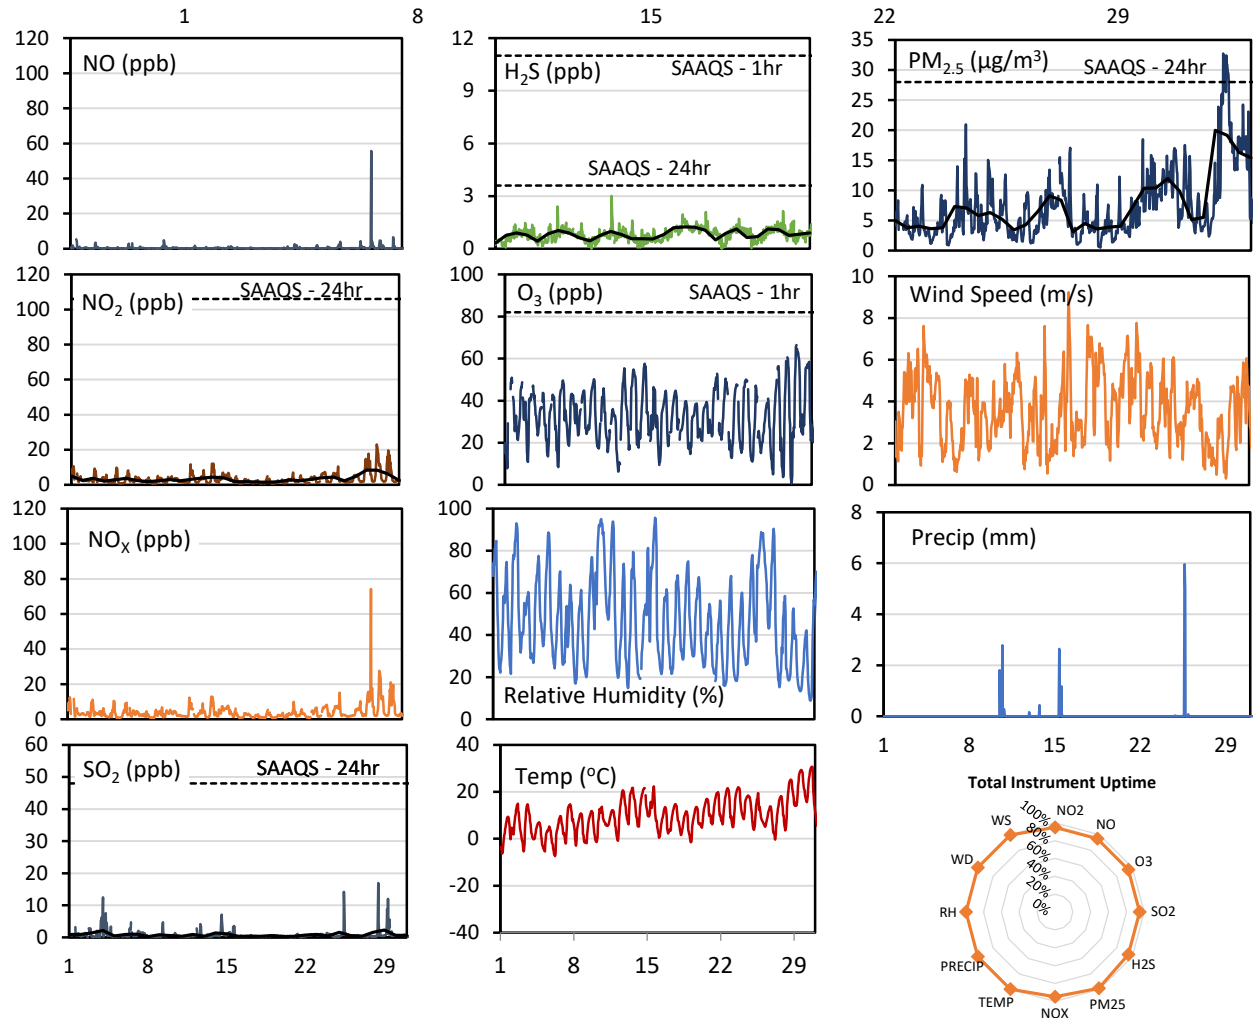 1 8 15 22 29
NO (ppb)
120
100
80
60
40
20
0
H2S (ppb)
SAAQS - 1hr
SAAQS - 24hr
12
9
6
3
0
PM2.5 (µg/m³)
SAAQS - 24hr
35
30
25
20
15
10
5
0
NO2 (ppb)
SAAQS - 24hr
120
100
80
60
40
20
0
O3 (ppb)
SAAQS - 1hr
100
80
60
40
20
0
Wind Speed (m/s)
10
8
6
4
2
0
NOX (ppb)
120
100
80
60
40
20
0
Relative Humidity (%)
100
80
60
40
20
0
Precip (mm)
8
6
4
2
0
1 8 15 22 29
SO2 (ppb)
SAAQS - 24hr
60
50
40
30
20
10
0
1 8 15 22 29
Temp (oC)
40
20
0
-20
-40
1 8 15 22 29
Total Instrument Uptime
100%
80%
60%
40%
20%
0%
NO2
NO
O3
SO2
H2S
PM25
NOX
TEMP
PRECIP
RH
WD
WS